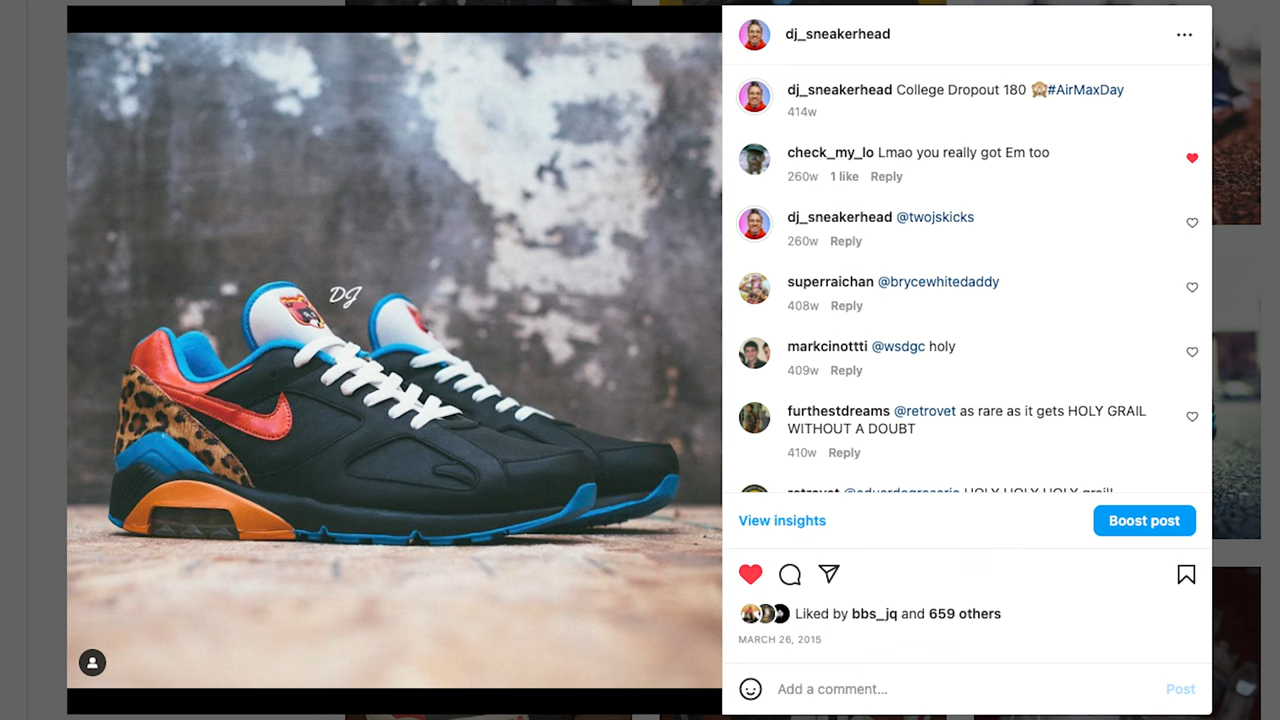 DJ
dj_sneakerhead
dj_sneakerhead College Dropout 180 🙈#AirMaxDay
414w
check_my_lo Lmao you really got Em too
260w 1 like Reply
dj_sneakerhead @twojskicks
260w Reply
superraichan @brycewhitedaddy
408w Reply
markcinottti @wsdgc holy
409w Reply
furthestdreams @retrovet as rare as it gets HOLY GRAIL
WITHOUT A DOUBT
410w Reply
View insights
Boost post
Liked by bbs_jq and 659 others
MARCH 26, 2015
Add a comment...
Post